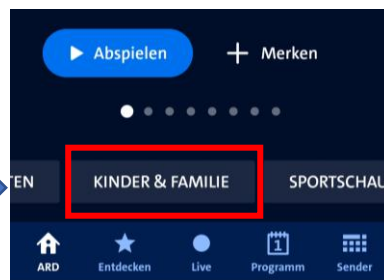 Abspielen Merken
TEN KINDER & FAMILIE SPORTSCHAU
1
ARD Entdecken Live Programm Sender